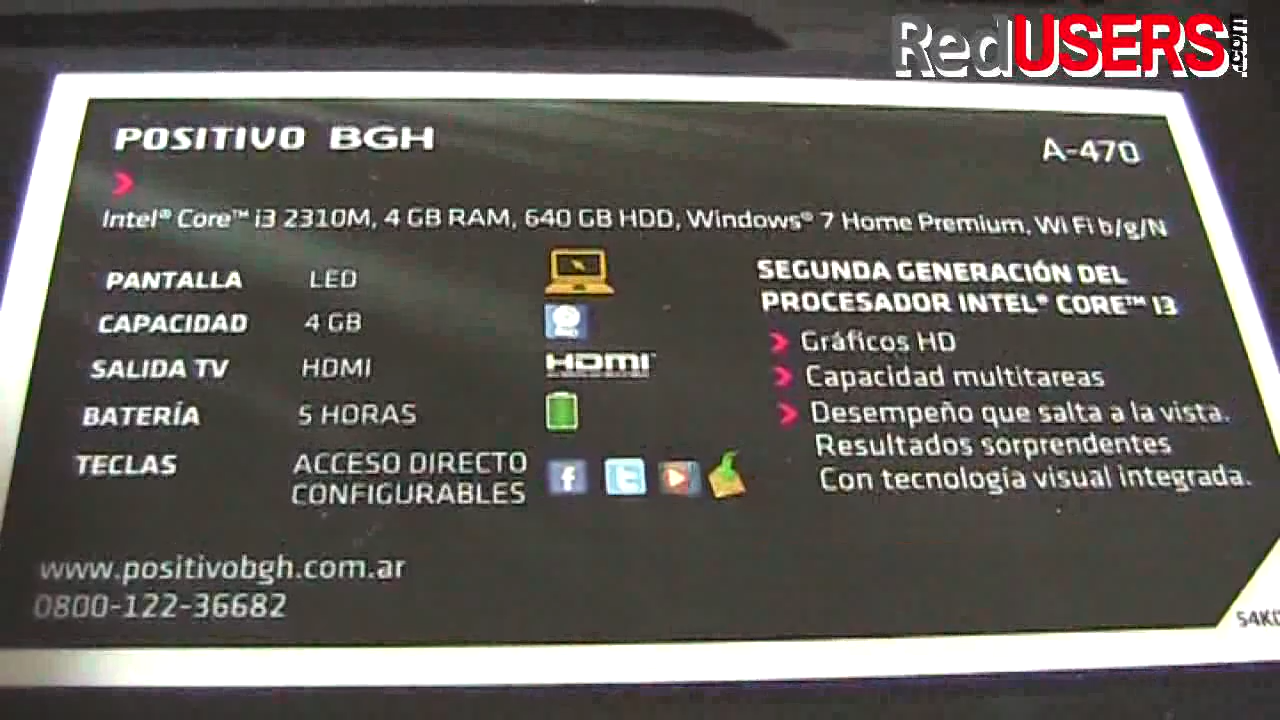 RedUSERS.com
POSITIVO BGH
A-470
Intel® Core™ i3 2310M, 4 GB RAM, 640 GB HDD, Windows® 7 Home Premium, Wi Fi b/g/N
PANTALLA LED
CAPACIDAD 4 GB
SALIDA TV HDMI HDMI
BATERÍA 5 HORAS
TECLAS ACCESO DIRECTO
CONFIGURABLES
SEGUNDA GENERACIÓN DEL
PROCESADOR INTEL® CORE™ I3
Gráficos HD
Capacidad multitareas
Desempeño que salta a la vista.
Resultados sorprendentes
Con tecnología visual integrada.
www.positivobgh.com.ar
0800-122-36682